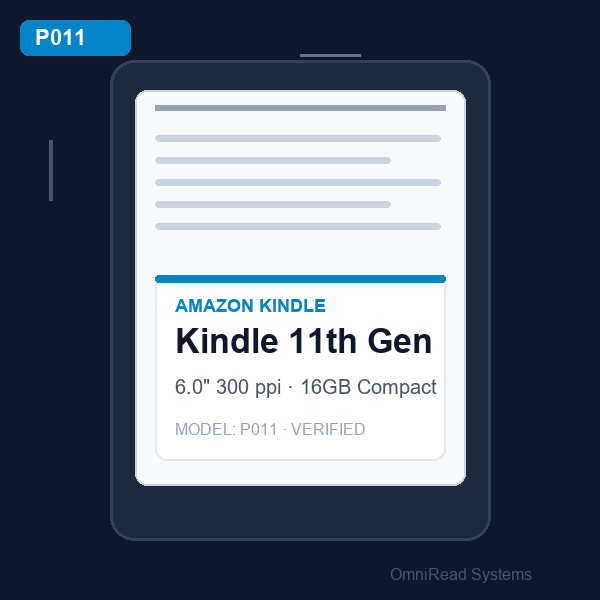 P011
AMAZON KINDLE
Kindle 11th Gen
6.0" 300 ppi · 16GB Compact
MODEL: P011 · VERIFIED
OmniRead Systems